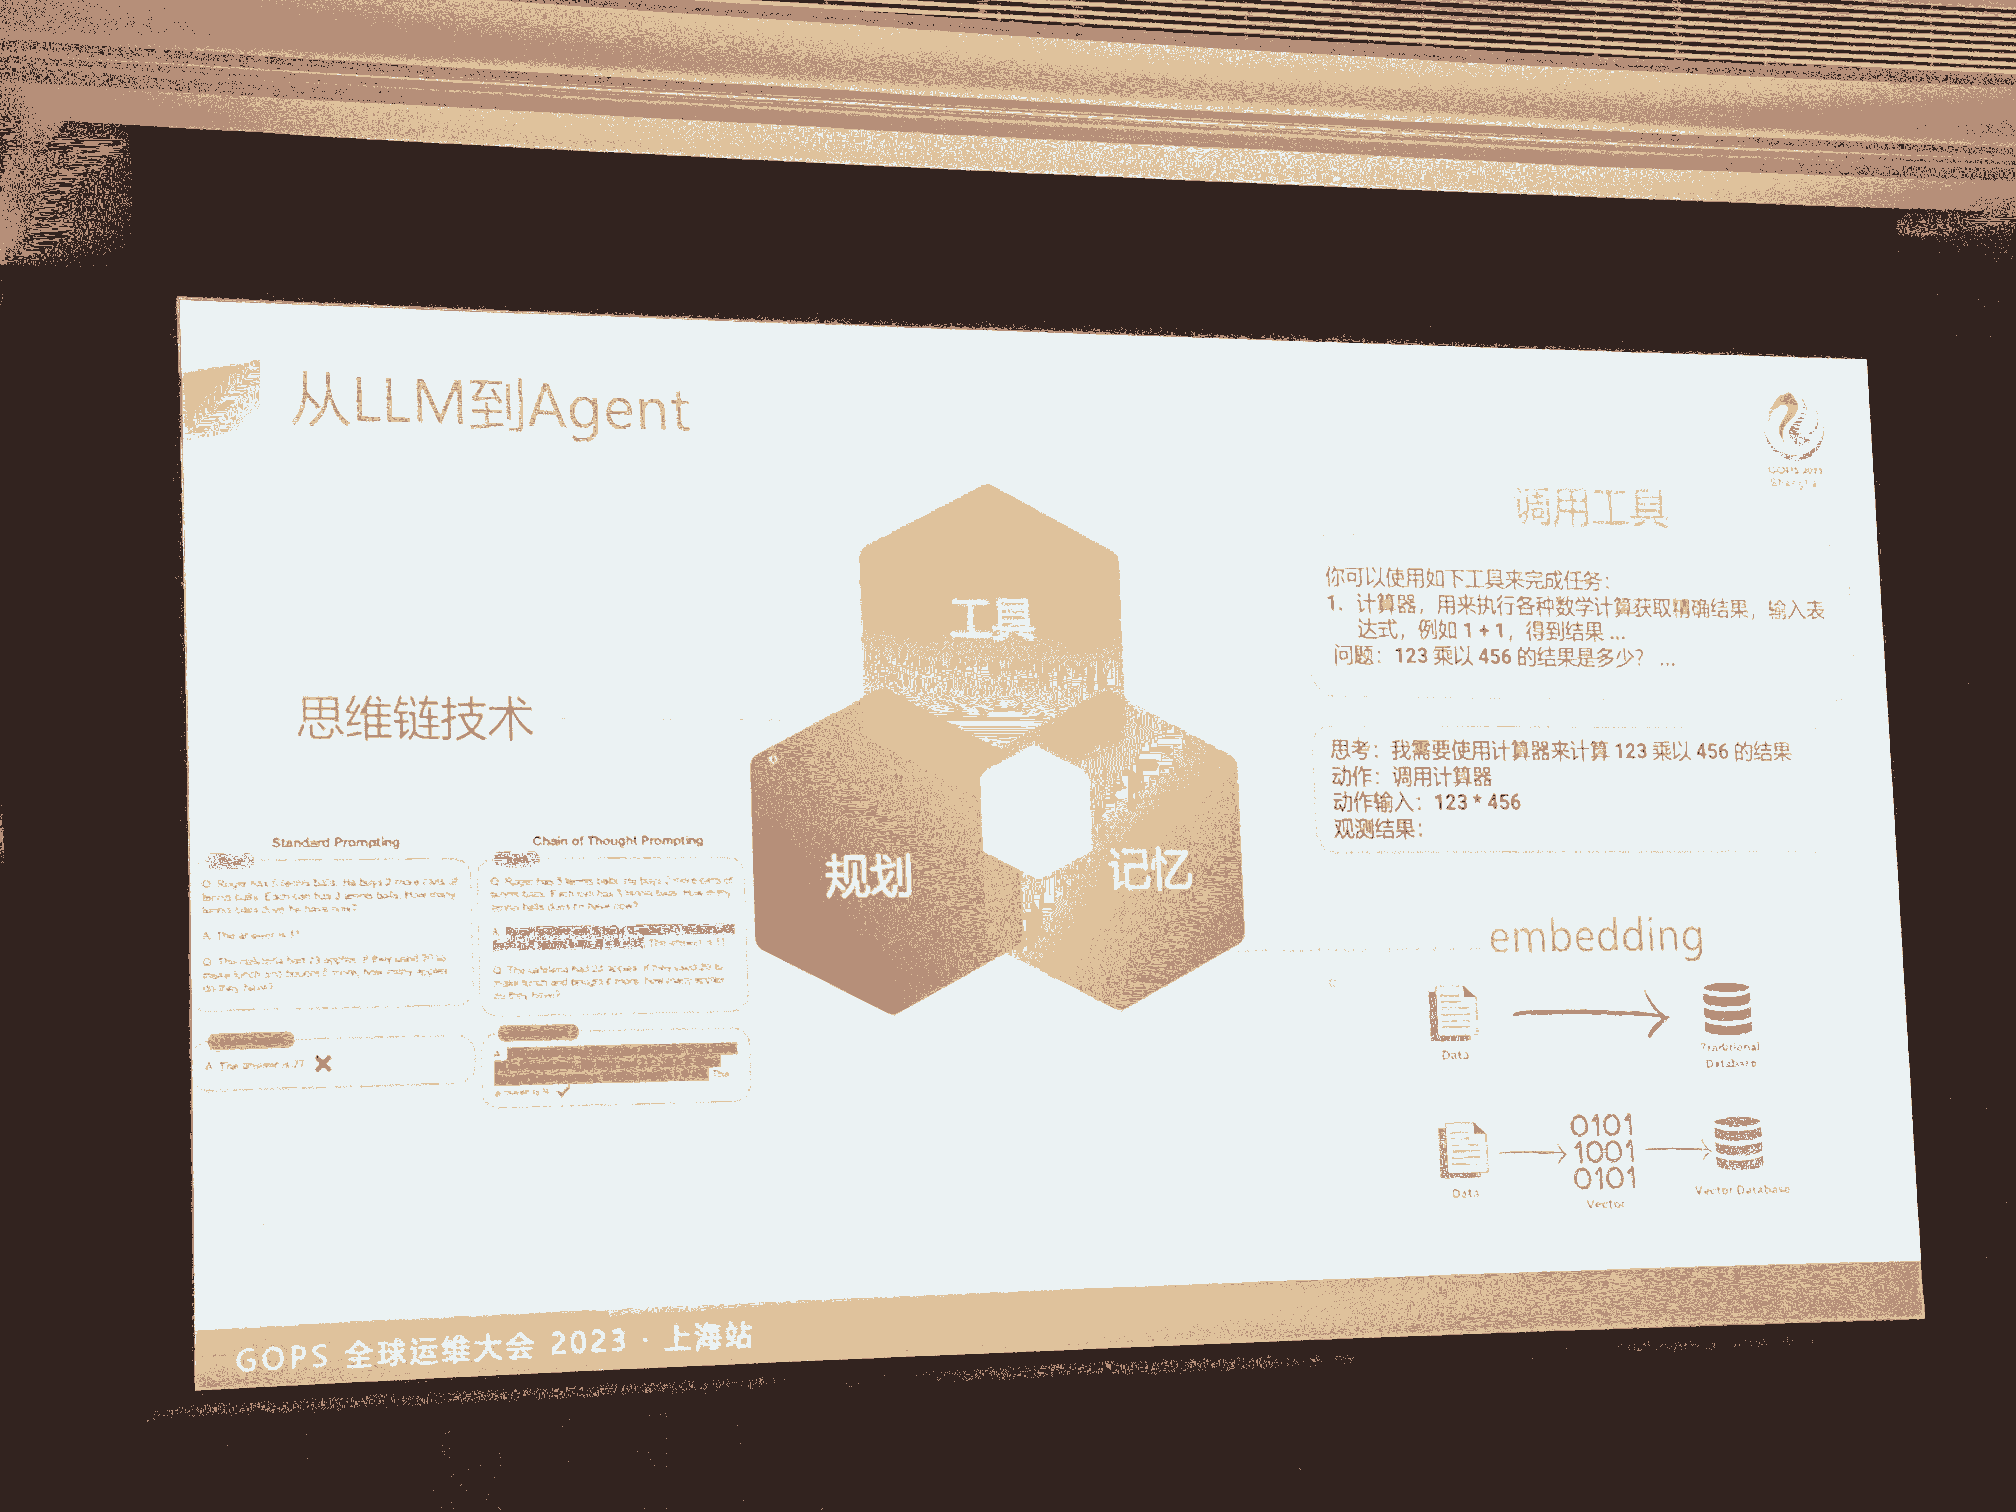 从LLM到Agent
GOPS 2023
Shanghai
调用工具
你可以使用如下工具来完成任务：
1、计算器，用来执行各种数学计算获取精确结果，输入表
达式，例如 1 + 1，得到结果 ...
问题：123 乘以 456 的结果是多少？ ...
思考：我需要使用计算器来计算 123 乘以 456 的结果
动作：调用计算器
动作输入：123 * 456
观测结果：
工具
规划
记忆
思维链技术
Standard Prompting
Q: Roger has 5 tennis balls. He buys 2 more cans of
tennis balls. Each can has 3 tennis balls. How many
tennis balls does he have now?
A: The answer is 11.
Q: The cafeteria had 23 apples. If they used 20 to
make lunch and bought 6 more, how many apples
do they have?
A: The answer is 27.
Chain of Thought Prompting
Q: Roger has 5 tennis balls. He buys 2 more cans of
tennis balls. Each can has 3 tennis balls. How many
tennis balls does he have now?
A:
The answer is 11.
Q: The cafeteria had 23 apples. If they used 20 to
make lunch and bought 6 more, how many apples
do they have?
A:
The
answer is 9.
embedding
Data
Traditional
Database
0101
1001
0101
Data
Vector
Vector Database
GOPS 全球运维大会 2023 · 上海站